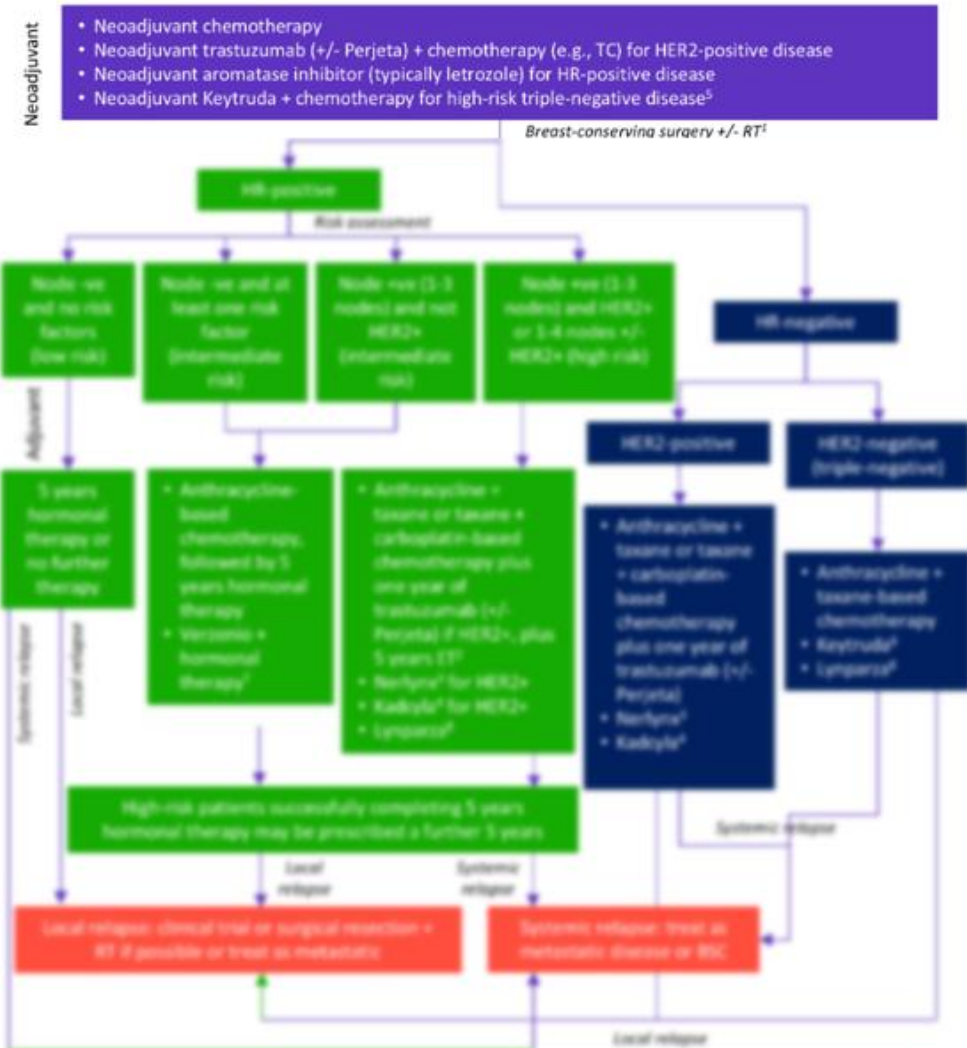 Neoadjuvant
• Neoadjuvant chemotherapy
• Neoadjuvant trastuzumab (+/- Perjeta) + chemotherapy (e.g., TC) for HER2-positive disease
• Neoadjuvant aromatase inhibitor (typically letrozole) for HR-positive disease
• Neoadjuvant Keytruda + chemotherapy for high-risk triple-negative disease⁵
Breast-conserving surgery +/- RT¹
HR-positive
Risk assessment
Node -ve
and no risk
factors
(low risk)
Node -ve and at
least one risk
factor
(intermediate
risk)
Node +ve (1-3
nodes) and not
HER2+
(intermediate
risk)
Node +ve (1-3
nodes) and HER2+
or 1-4 nodes +/-
HER2+ (high risk)
HR-negative
Adjuvant
HER2-positive
HER2-negative
(triple-negative)
5 years
hormonal
therapy or
no further
therapy
• Anthracycline-
based
chemotherapy,
followed by 5
years hormonal
therapy
• Verzenio +
hormonal
• Anthracycline +
taxane or taxane +
carboplatin-based
chemotherapy plus
one year of
trastuzumab (+/-
Perjeta) if HER2+, plus
5 years
• for HER2+
• Kadcyla for HER2+
• Lynparza
• Anthracycline +
taxane or taxane
+ carboplatin-
based
chemotherapy
plus one year of
trastuzumab (+/-
Perjeta)
• Nerlynx
• Kadcyla
• Anthracycline +
taxane-based
chemotherapy
• Keytruda
• Lynparza
Systemic relapse
Local relapse
High-risk patients successfully completing 5 years
hormonal therapy may be prescribed a further 5 years
Systemic relapse
Local
relapse
Systemic
relapse
Local relapse: clinical trial or surgical resection +
RT if possible or treat as metastatic
Systemic relapse: treat as
metastatic disease or BSC
Local relapse